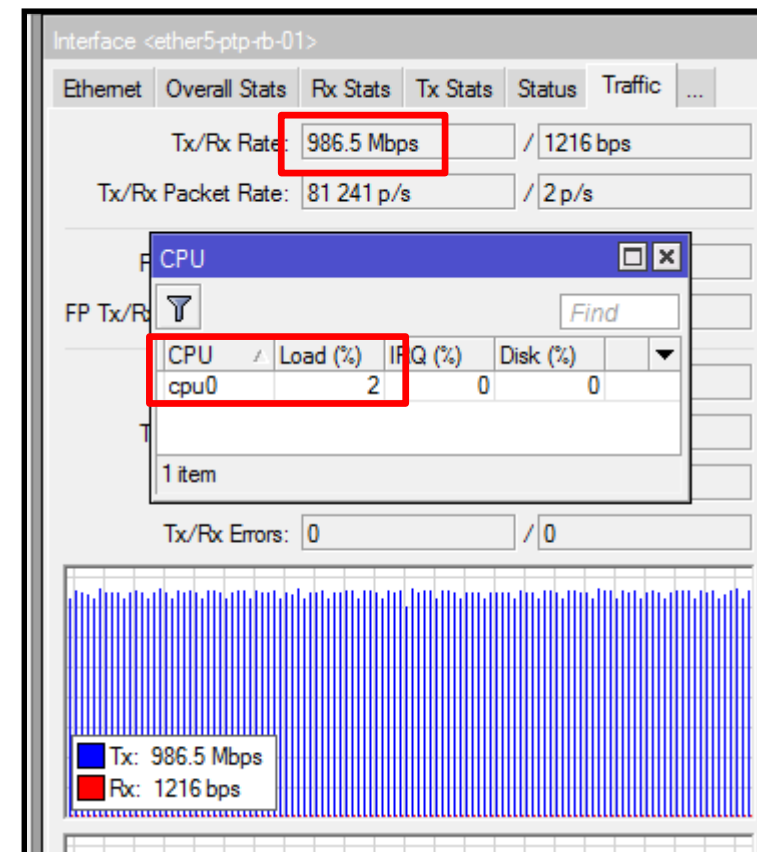 Interface <ether5-ptp-rb-01>
Ethernet Overall Stats Rx Stats Tx Stats Status Traffic ...
Tx/Rx Rate: 986.5 Mbps / 1216 bps
Tx/Rx Packet Rate: 81 241 p/s / 2 p/s
CPU
FP Tx/R
Find
CPU Load (%) IRQ (%) Disk (%)
cpu0 2 0 0
1 item
Tx/Rx Errors: 0 / 0
Tx: 986.5 Mbps
Rx: 1216 bps